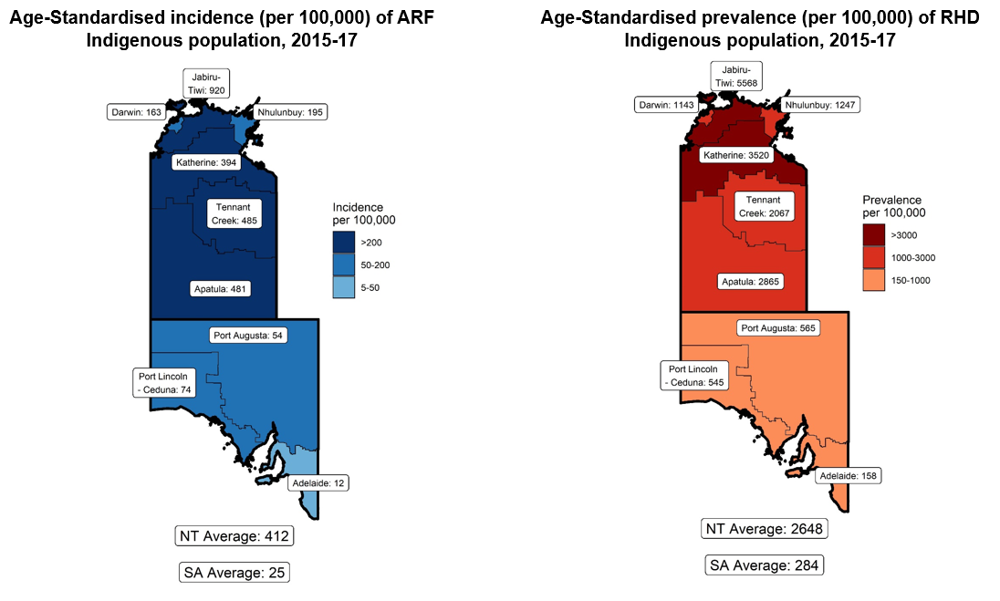 Age-Standardised incidence (per 100,000) of ARF
Indigenous population, 2015-17
Jabiru-
Tiwi: 920
Darwin: 163
Nhulunbuy: 195
Katherine: 394
Tennant
Creek: 485
Incidence
per 100,000
>200
50-200
5-50
Apatula: 481
Port Augusta: 54
Port Lincoln
- Ceduna: 74
Adelaide: 12
NT Average: 412
SA Average: 25
Age-Standardised prevalence (per 100,000) of RHD
Indigenous population, 2015-17
Jabiru-
Tiwi: 5568
Darwin: 1143
Nhulunbuy: 1247
Katherine: 3520
Tennant
Creek: 2067
Prevalence
per 100,000
>3000
1000-3000
150-1000
Apatula: 2865
Port Augusta: 565
Port Lincoln
- Ceduna: 545
Adelaide: 158
NT Average: 2648
SA Average: 284